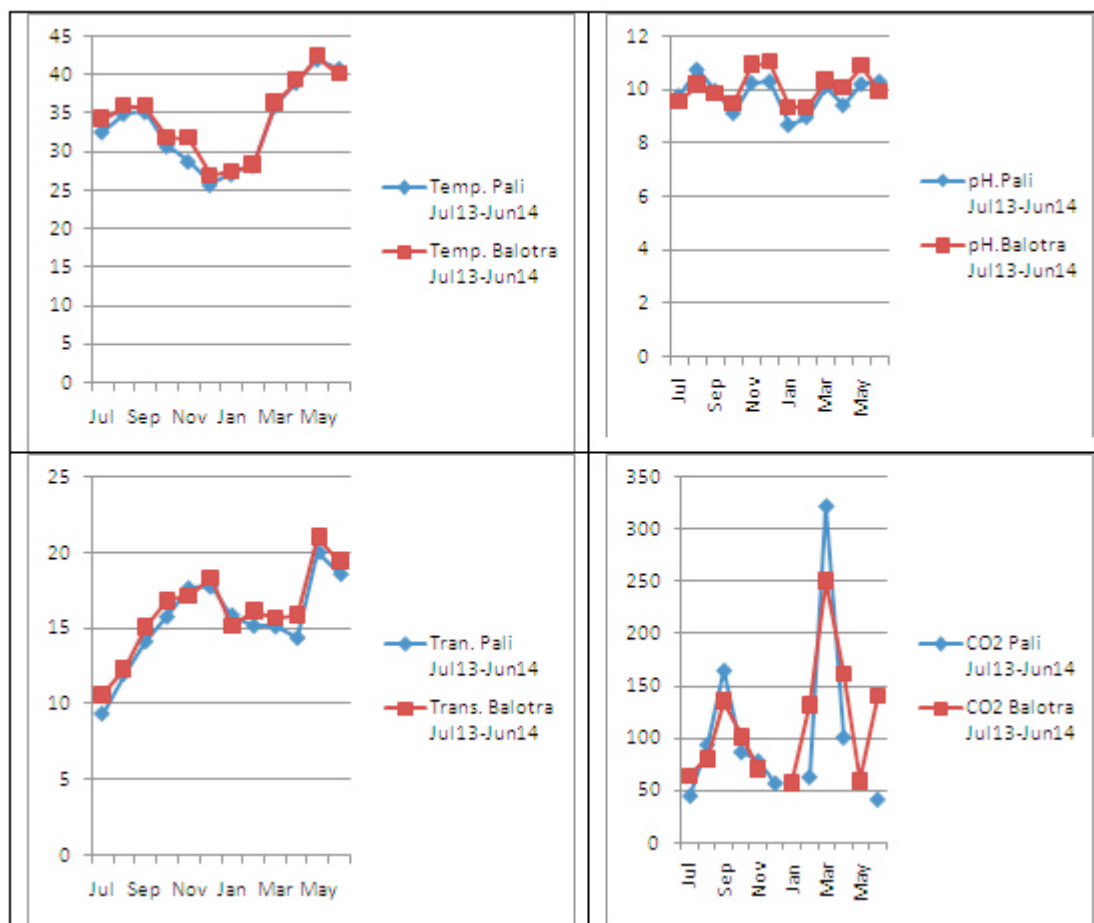 45
40
35
30
25
20
15
10
5
0
Jul Sep Nov Jan Mar May
Temp. Pali
Jul13-Jun14
Temp. Balotra
Jul13-Jun14
12
10
8
6
4
2
0
Jul Sep Nov Jan Mar May
pH.Pali
Jul13-Jun14
pH.Balotra
Jul13-Jun14
25
20
15
10
5
0
Jul Sep Nov Jan Mar May
Tran. Pali
Jul13-Jun14
Trans. Balotra
Jul13-Jun14
350
300
250
200
150
100
50
0
Jul Sep Nov Jan Mar May
CO2 Pali
Jul13-Jun14
CO2 Balotra
Jul13-Jun14